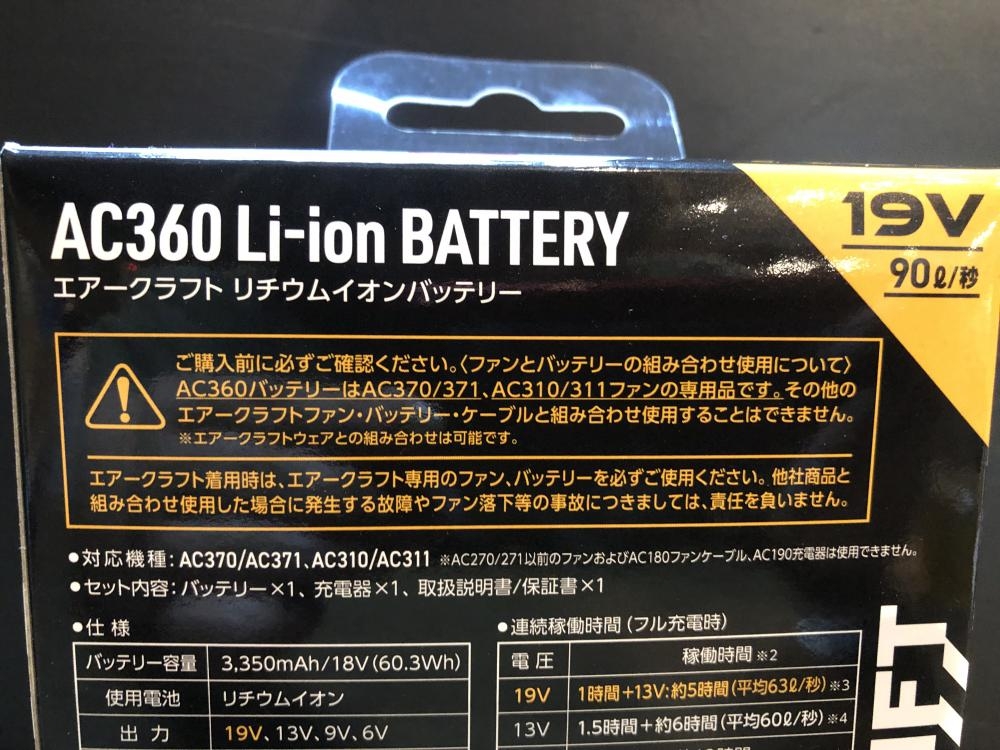 AC360 Li-ion BATTERY
エアークラフト リチウムイオンバッテリー
19V
90ℓ/秒
ご購入前に必ずご確認ください。〈ファンとバッテリーの組み合わせ使用について〉
AC360バッテリーはAC370/371、AC310/311ファンの専用品です。その他の
エアークラフトファン・バッテリー・ケーブルと組み合わせ使用することはできません。
※エアークラフトウェアとの組み合わせは可能です。
エアークラフト着用時は、エアークラフト専用のファン、バッテリーを必ずご使用ください。他社商品と
組み合わせ使用した場合に発生する故障やファン落下等の事故につきましては、責任を負いません。
●対応機種：AC370/AC371、AC310/AC311 ※AC270/271以前のファンおよびAC180ファンケーブル、AC190充電器は使用できません。
●セット内容：バッテリー×1、充電器×1、取扱説明書/保証書×1
●仕様
バッテリー容量 3,350mAh/18V(60.3Wh)
使用電池 リチウムイオン
出力 19V、13V、9V、6V
●連続稼働時間（フル充電時）
電圧 稼働時間※2
19V 1時間＋13V:約5時間(平均63ℓ/秒)※3
13V 1.5時間＋約6時間(平均60ℓ/秒)※4